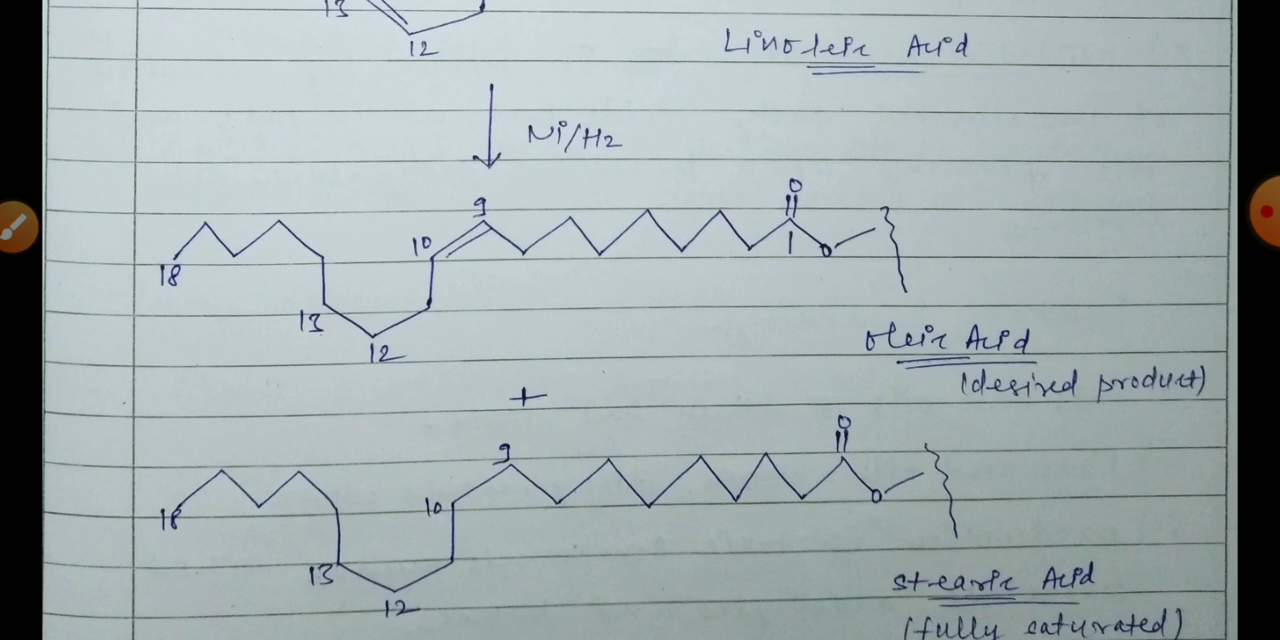 13
12
Linoleic Acid
Ni/H2
O
9
10
1
O
18
13
12
oleic Acid
(desired product)
+
O
9
10
O
18
13
12
stearic Acid
(fully saturated)